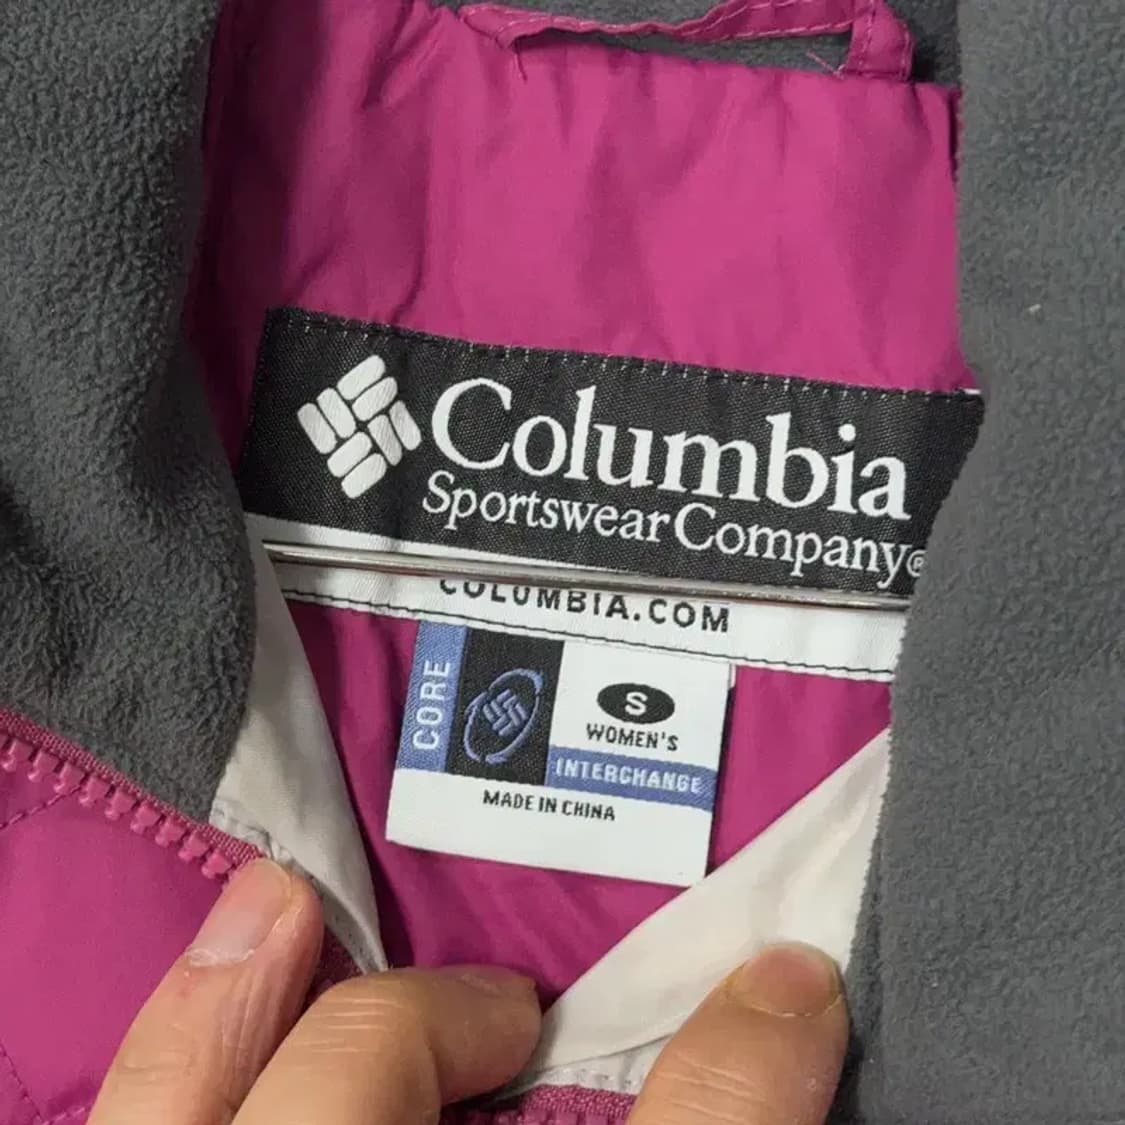 Columbia
Sportswear Company®
COLUMBIA.COM
CORE
S
WOMEN'S
INTERCHANGE
MADE IN CHINA